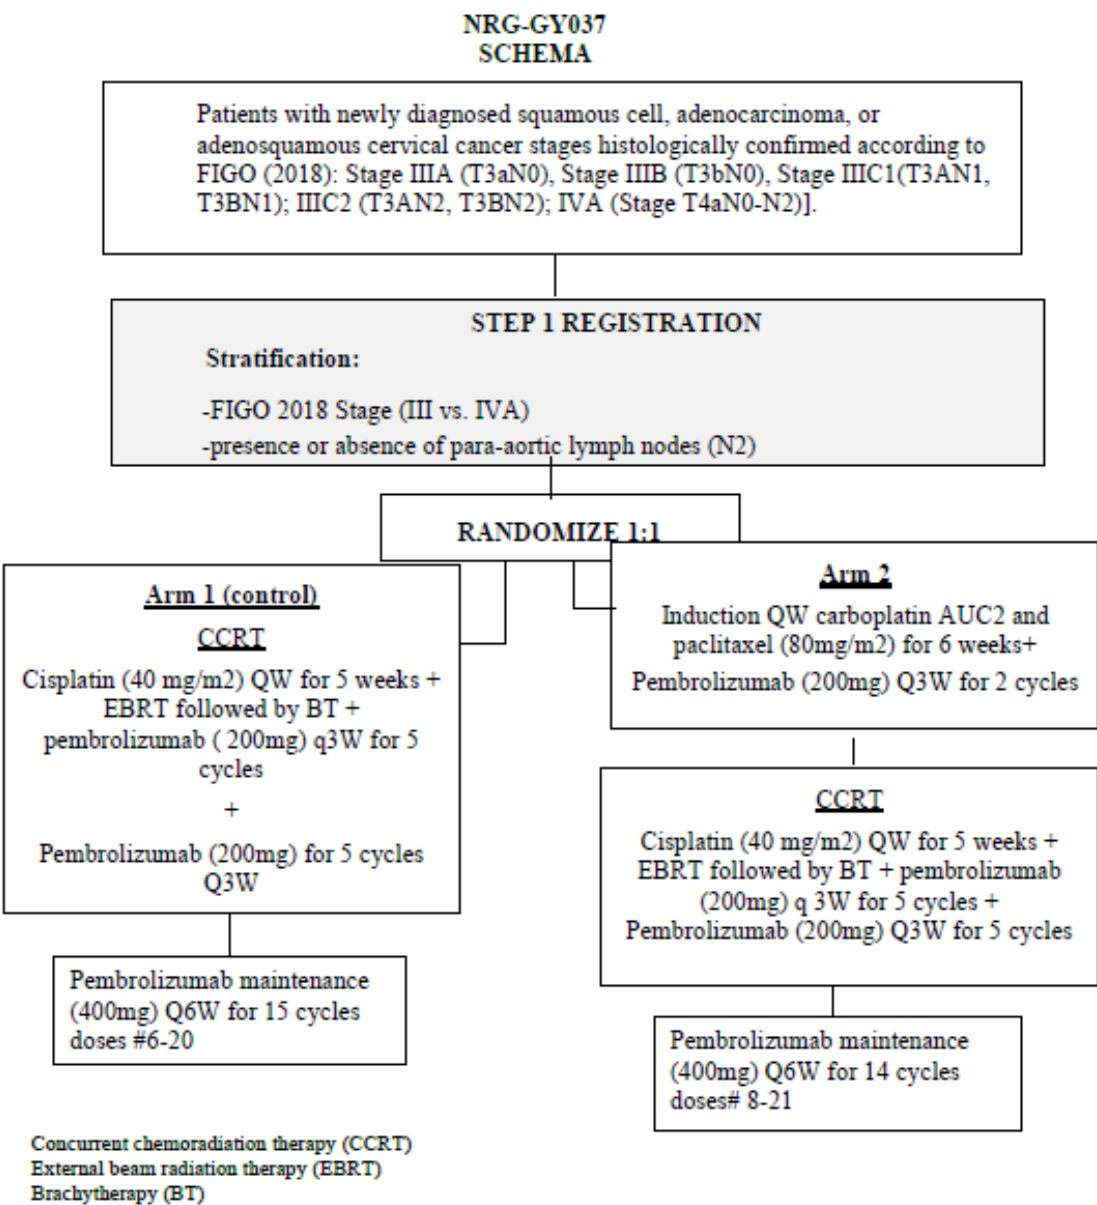 NRG-GY037
SCHEMA
Patients with newly diagnosed squamous cell, adenocarcinoma, or
adenosquamous cervical cancer stages histologically confirmed according to
FIGO (2018): Stage IIIA (T3aN0), Stage IIIB (T3bN0), Stage IIIC1(T3AN1,
T3BN1); IIIC2 (T3AN2, T3BN2); IVA (Stage T4aN0-N2)].
STEP 1 REGISTRATION
Stratification:
-FIGO 2018 Stage (III vs. IVA)
-presence or absence of para-aortic lymph nodes (N2)
RANDOMIZE 1:1
Arm 1 (control)
CCRT
Cisplatin (40 mg/m2) QW for 5 weeks +
EBRT followed by BT +
pembrolizumab ( 200mg) q3W for 5
cycles
+
Pembrolizumab (200mg) for 5 cycles
Q3W
Pembrolizumab maintenance
(400mg) Q6W for 15 cycles
doses #6-20
Arm 2
Induction QW carboplatin AUC2 and
paclitaxel (80mg/m2) for 6 weeks+
Pembrolizumab (200mg) Q3W for 2 cycles
CCRT
Cisplatin (40 mg/m2) QW for 5 weeks +
EBRT followed by BT + pembrolizumab
(200mg) q 3W for 5 cycles +
Pembrolizumab (200mg) Q3W for 5 cycles
Pembrolizumab maintenance
(400mg) Q6W for 14 cycles
doses# 8-21
Concurrent chemoradiation therapy (CCRT)
External beam radiation therapy (EBRT)
Brachytherapy (BT)